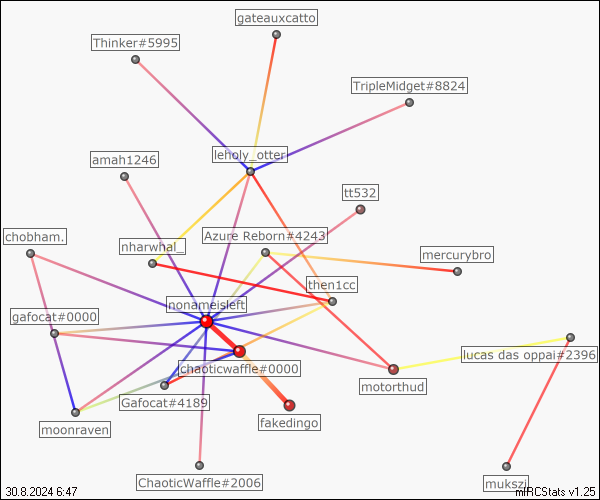 gateauxcatto
Thinker#5995
TripleMidget#8824
leholy_otter
amah1246
tt532
chobham.
Azure Reborn#4243
nharwhal_
mercurybro
then1cc
nonameisleft
gafocat#0000
lucas das oppai#2396
chaoticwaffle#0000
motorthud
Gafocat#4189
fakedingo
moonraven
ChaoticWaffle#2006
mukszi
30.8.2024 6:47
mIRCStats v1.25